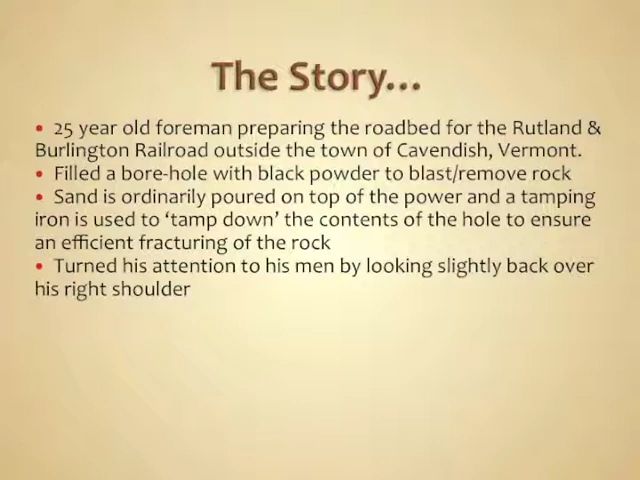 The Story...
• 25 year old foreman preparing the roadbed for the Rutland &
Burlington Railroad outside the town of Cavendish, Vermont.
• Filled a bore-hole with black powder to blast/remove rock
• Sand is ordinarily poured on top of the power and a tamping
iron is used to ‘tamp down’ the contents of the hole to ensure
an efficient fracturing of the rock
• Turned his attention to his men by looking slightly back over
his right shoulder